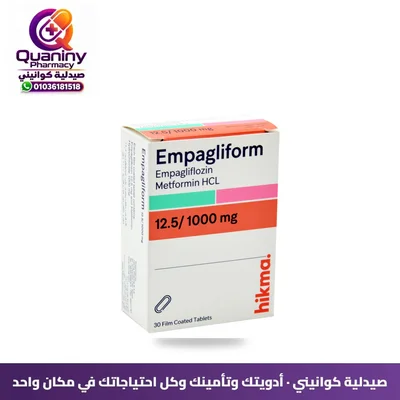 Quaniny
Pharmacy
صيدلية كوانيني
01036181518
Empagliform
Empagliflozin
Metformin HCL
12.5/ 1000 mg
hikma.
30 Film Coated Tablets
Empagliform
صيدلية كوانيني · أدويتك وتأمينك وكل احتياجاتك في مكان واحد